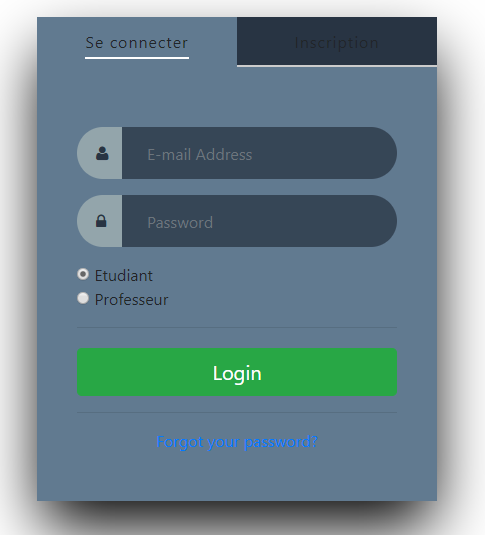 Se connecter
Inscription
E-mail Address
Password
Etudiant
Professeur
Login
Forgot your password?